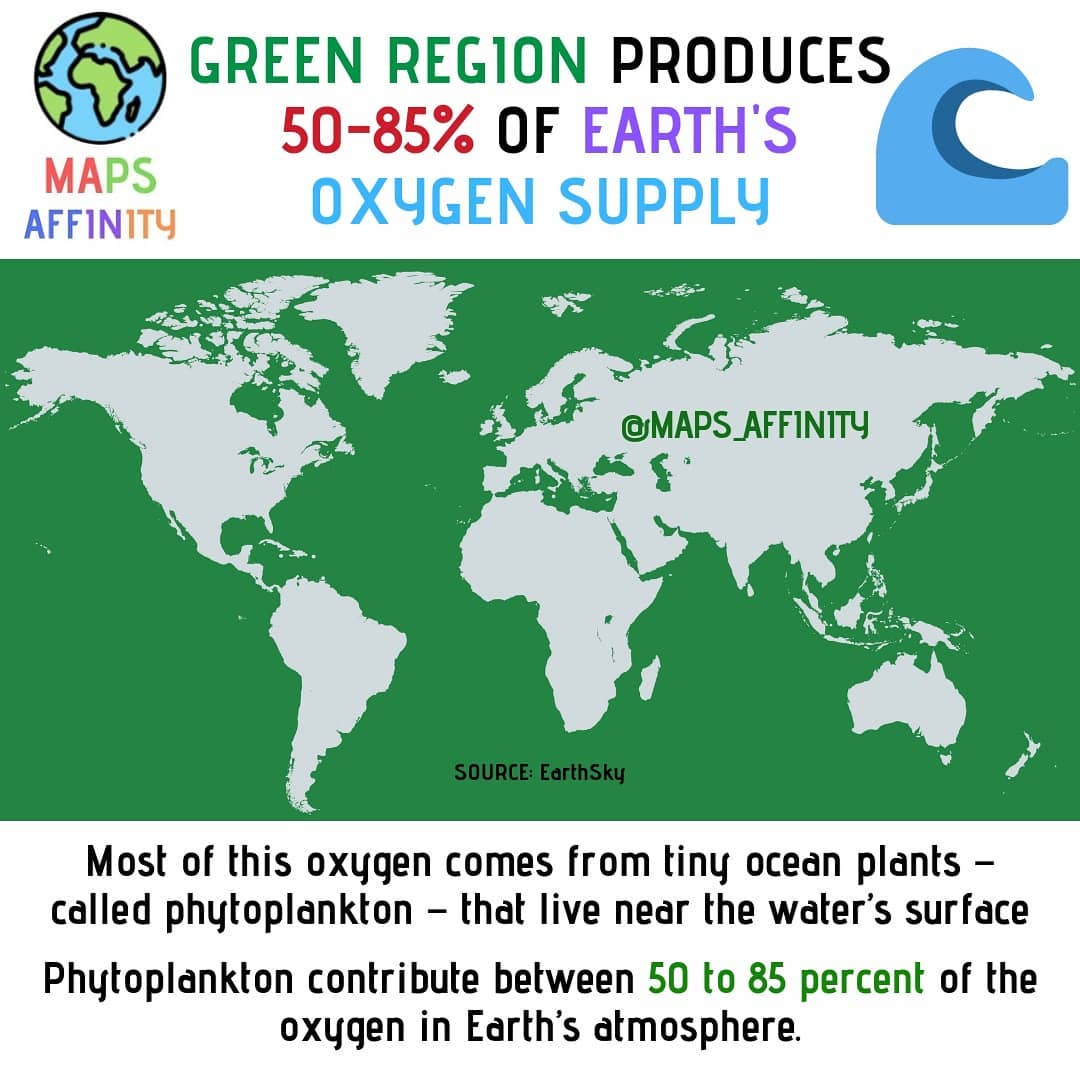 GREEN REGION PRODUCES
50-85% OF EARTH'S
OXYGEN SUPPLY
MAPS
AFFINITY
@MAPS_AFFINITY
SOURCE: EarthSky
Most of this oxygen comes from tiny ocean plants –
called phytoplankton – that live near the water's surface
Phytoplankton contribute between 50 to 85 percent of the
oxygen in Earth's atmosphere.